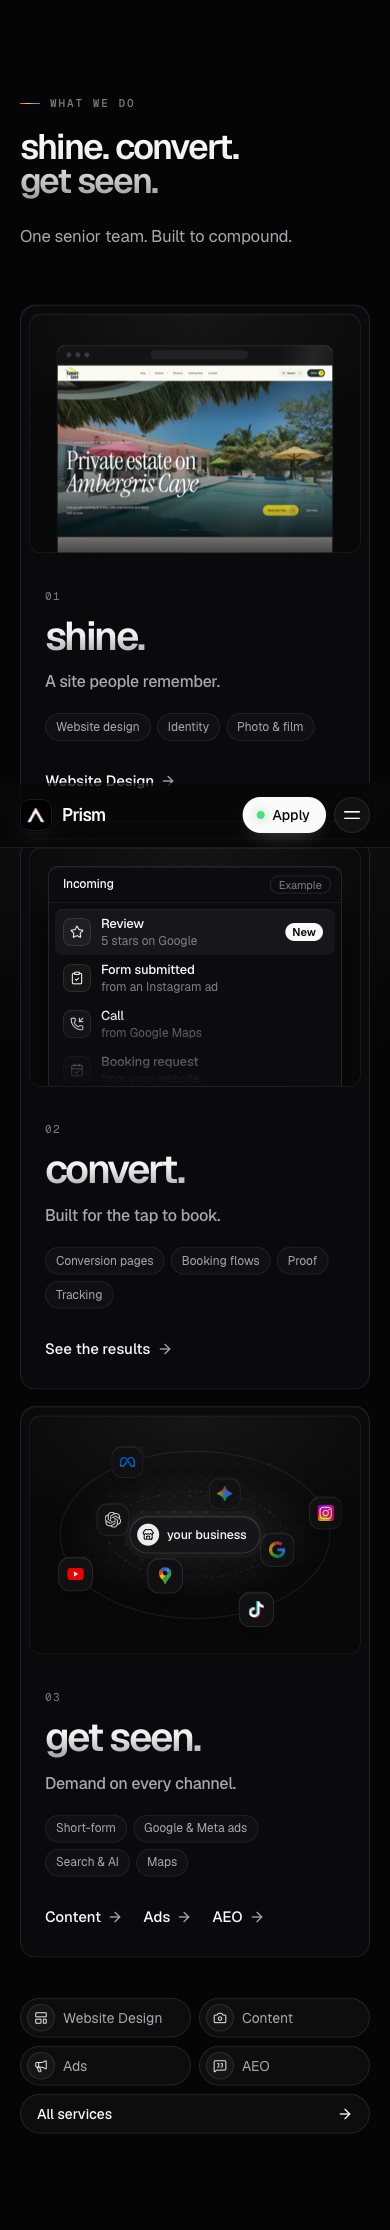 WHAT WE DO
shine. convert.
get seen.
One senior team. Built to compound.
Private estate on
Ambergris Caye
01
shine.
A site people remember.
Website design
Identity
Photo & film
Website Design
Prism
Apply
Incoming
Example
Review
5 stars on Google
New
Form submitted
from an Instagram ad
Call
from Google Maps
Booking request
from your website
02
convert.
Built for the tap to book.
Conversion pages
Booking flows
Proof
Tracking
See the results
your business
03
get seen.
Demand on every channel.
Short-form
Google & Meta ads
Search & AI
Maps
Content
Ads
AEO
Website Design
Content
Ads
AEO
All services